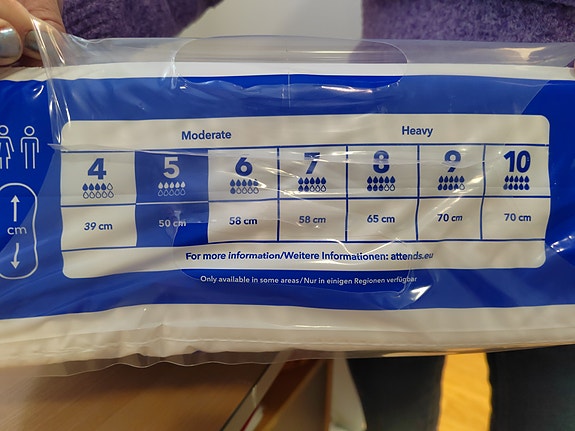 Moderate Heavy
4 5 6 7 8 9 10
cm 39 cm 50 cm 58 cm 58 cm 65 cm 70 cm 70 cm
For more information/Weitere Informationen: attends.eu
Only available in some areas/Nur in einigen Regionen verfügbar